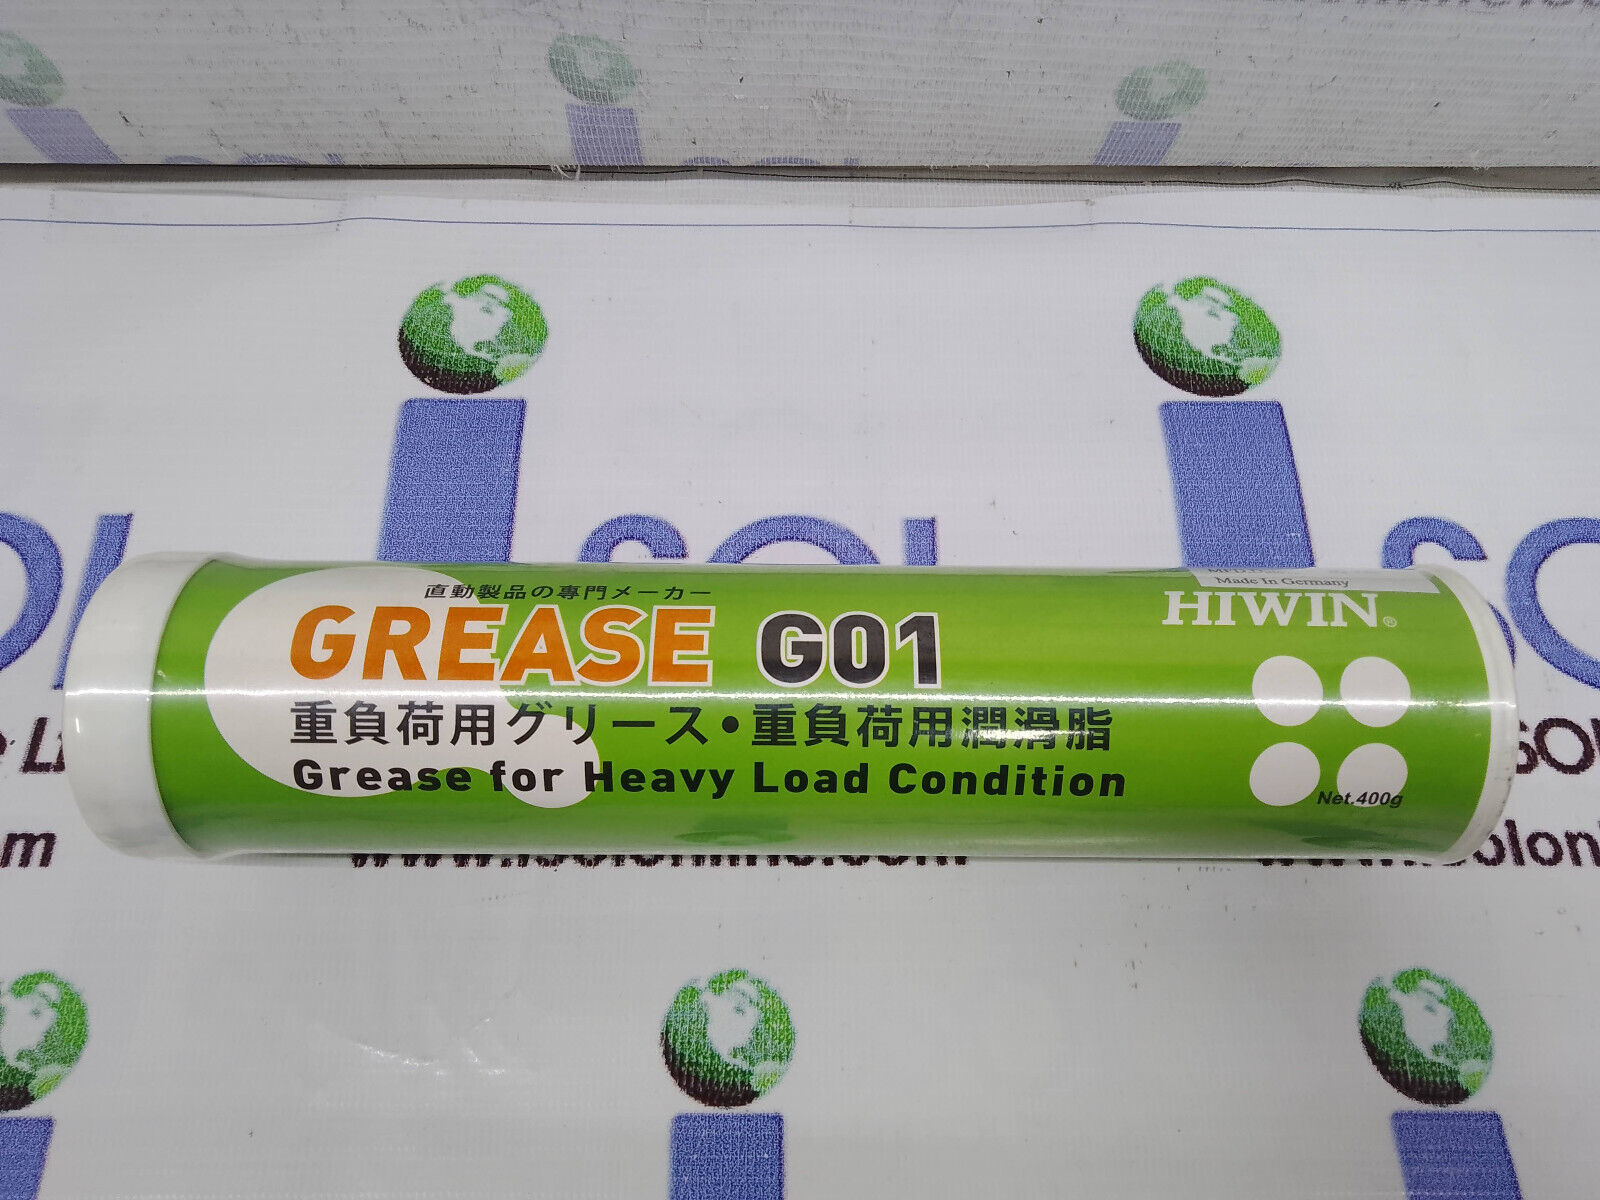 直動製品の専門メーカー
GREASE G01
重負荷用グリース・重負荷用潤滑脂
Grease for Heavy Load Condition
Made In Germany
HIWIN®
Net.400g
iSOL
iSOL